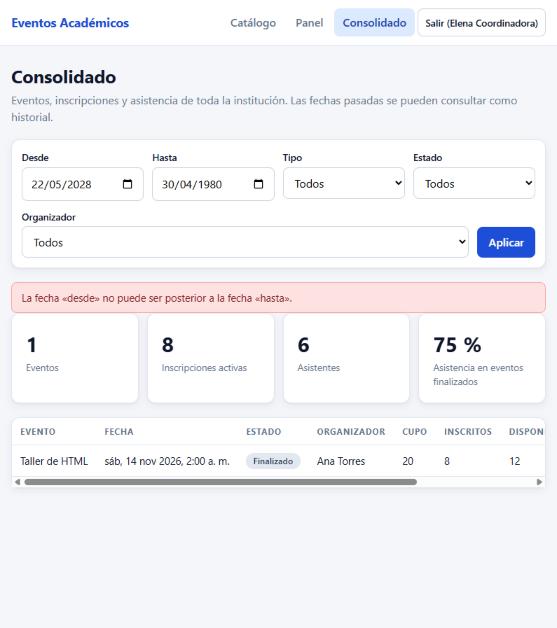 Eventos Académicos Catálogo Panel Consolidado Salir (Elena Coordinadora)
Consolidado
Eventos, inscripciones y asistencia de toda la institución. Las fechas pasadas se pueden consultar como
historial.
Desde Hasta Tipo Estado
22/05/2028 30/04/1980 Todos Todos
Organizador
Todos Aplicar
La fecha «desde» no puede ser posterior a la fecha «hasta».
1 8 6 75 %
Eventos Inscripciones activas Asistentes Asistencia en eventos
finalizados
EVENTO FECHA ESTADO ORGANIZADOR CUPO INSCRITOS DISPON
Taller de HTML sáb, 14 nov 2026, 2:00 a. m. Finalizado Ana Torres 20 8 12